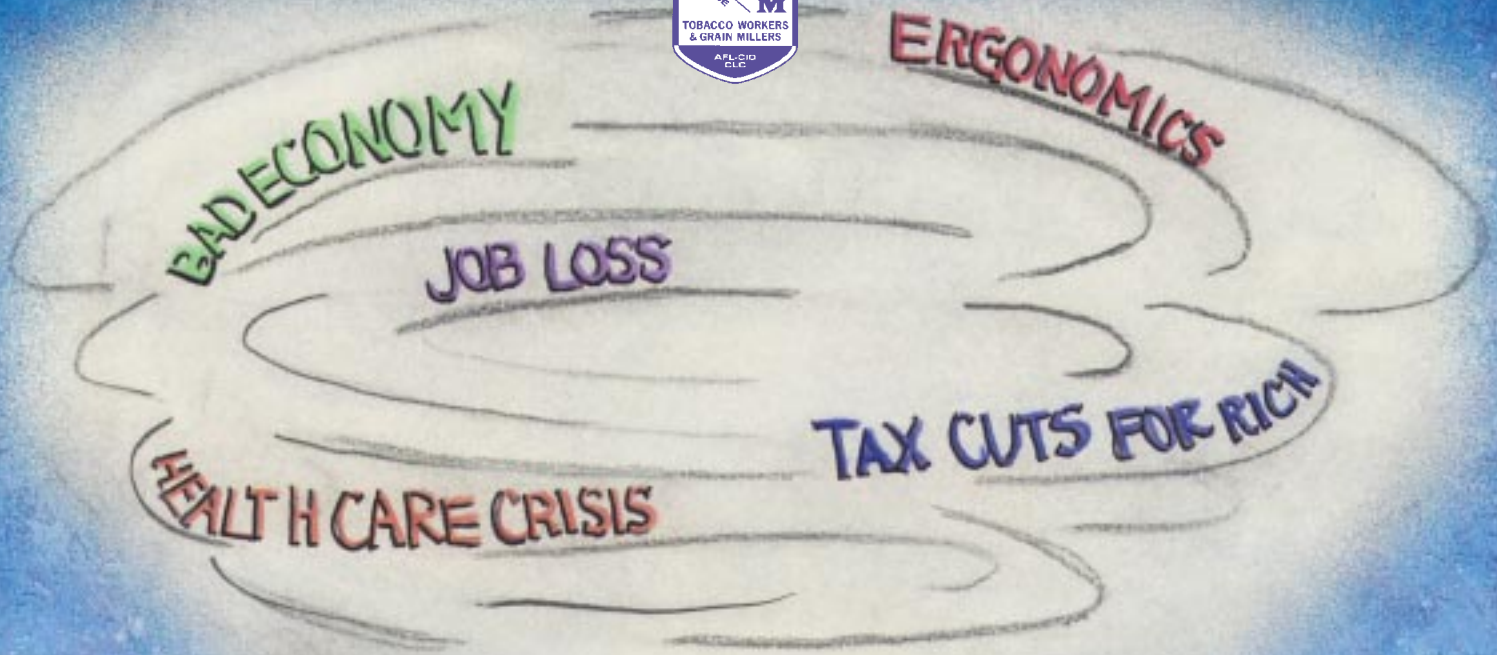 M
TOBACCO WORKERS
& GRAIN MILLERS
AFL-CIO
CLC
ERGONOMICS
BAD ECONOMY
JOB LOSS
TAX CUTS FOR RICH
HEALTH CARE CRISIS